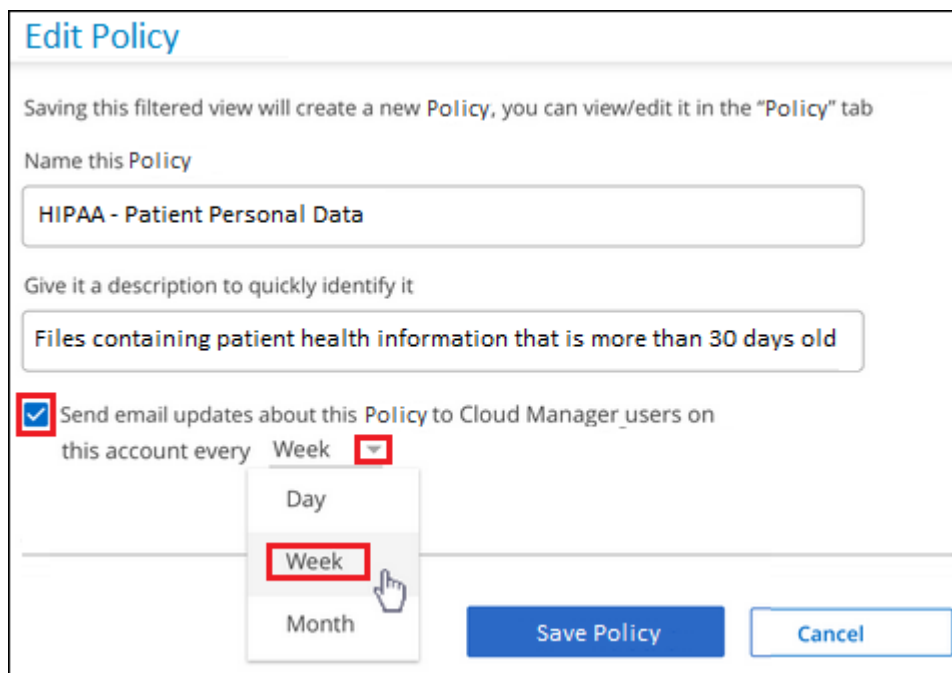 Edit Policy
Saving this filtered view will create a new Policy, you can view/edit it in the “Policy” tab
Name this Policy
HIPAA - Patient Personal Data
Give it a description to quickly identify it
Files containing patient health information that is more than 30 days old
Send email updates about this Policy to Cloud Manager_users on
this account every Week
Day
Week
Month
Save Policy
Cancel